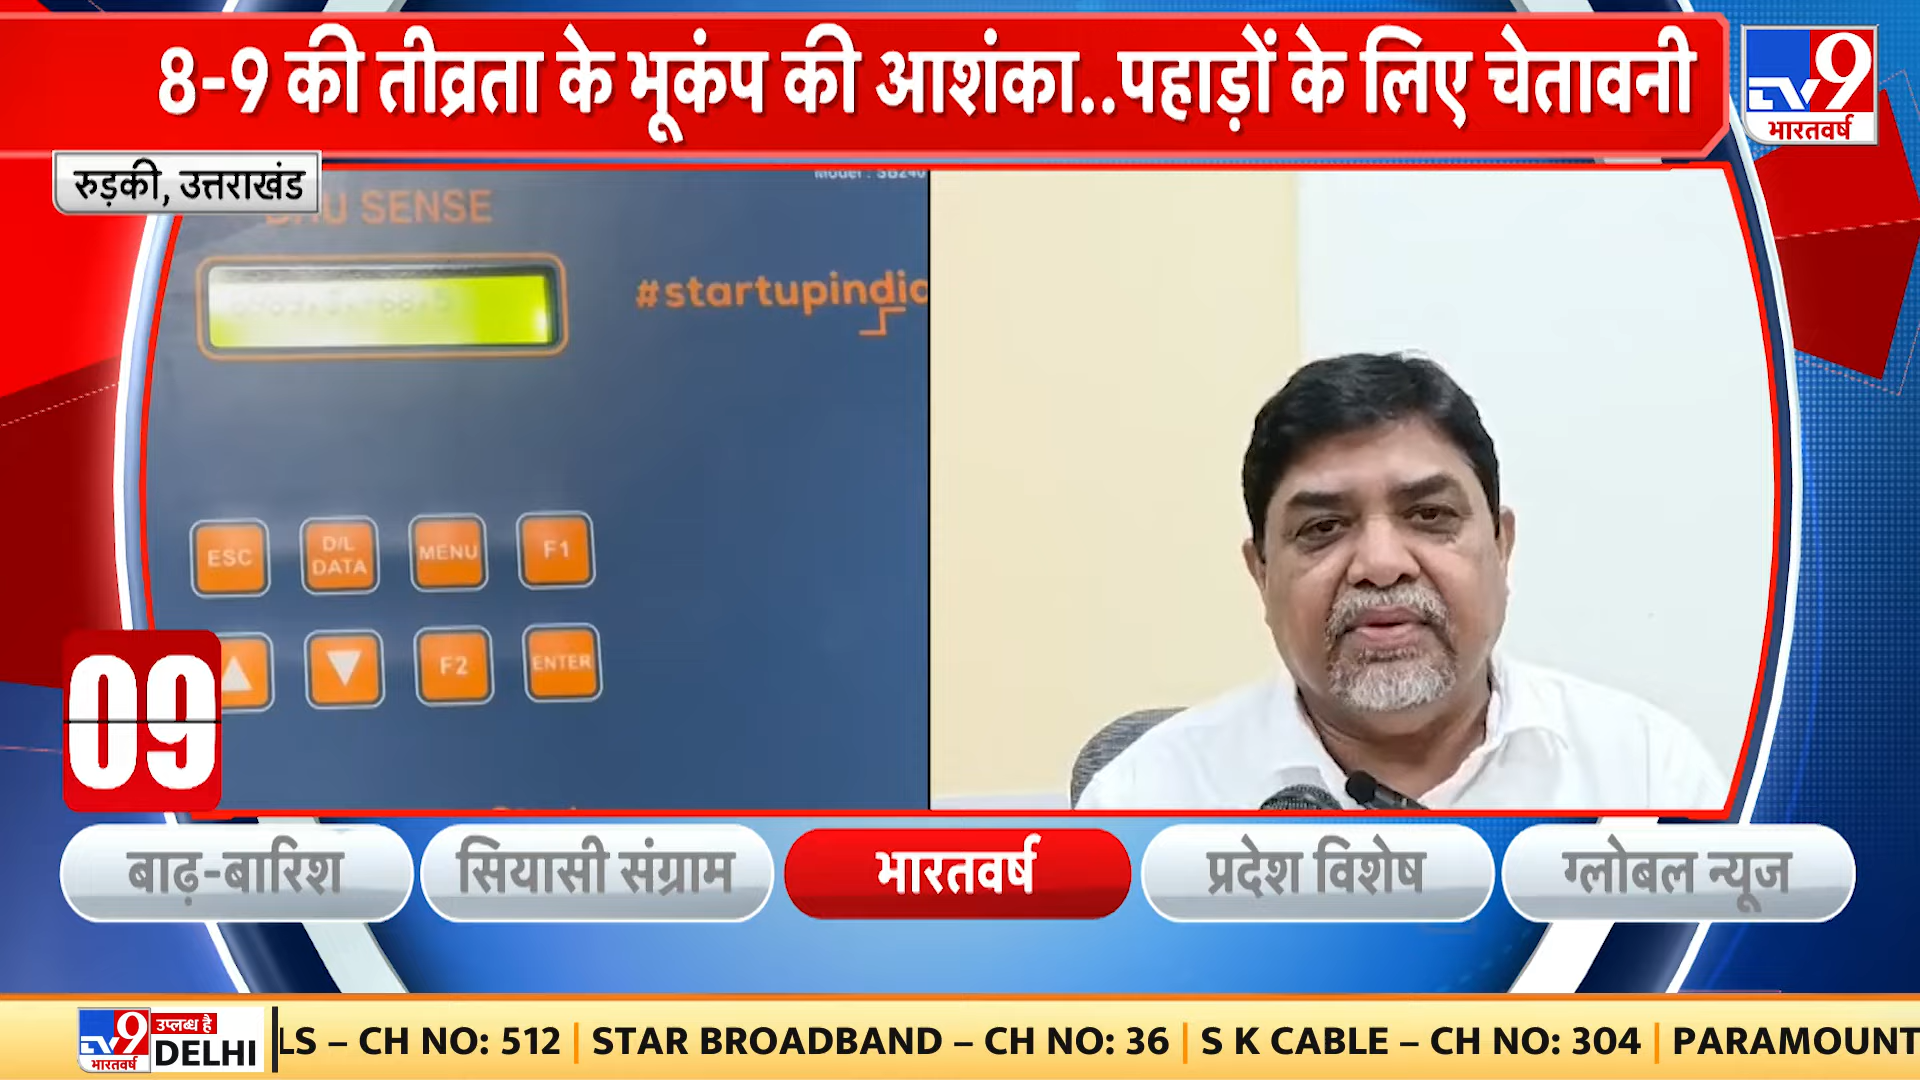 8-9 की तीव्रता के भूकंप की आशंका..पहाड़ों के लिए चेतावनी
TV9
भारतवर्ष
रुड़की, उत्तराखंड
SENSE
#startupindia
ESC
D/L DATA
MENU
F1
F2
ENTER
09
बाढ़-बारिश
सियासी संग्राम
भारतवर्ष
प्रदेश विशेष
ग्लोबल न्यूज
TV9 भारतवर्ष
उपलब्ध है
DELHI
LS – CH NO: 512 | STAR BROADBAND – CH NO: 36 | S K CABLE – CH NO: 304 | PARAMOUNT